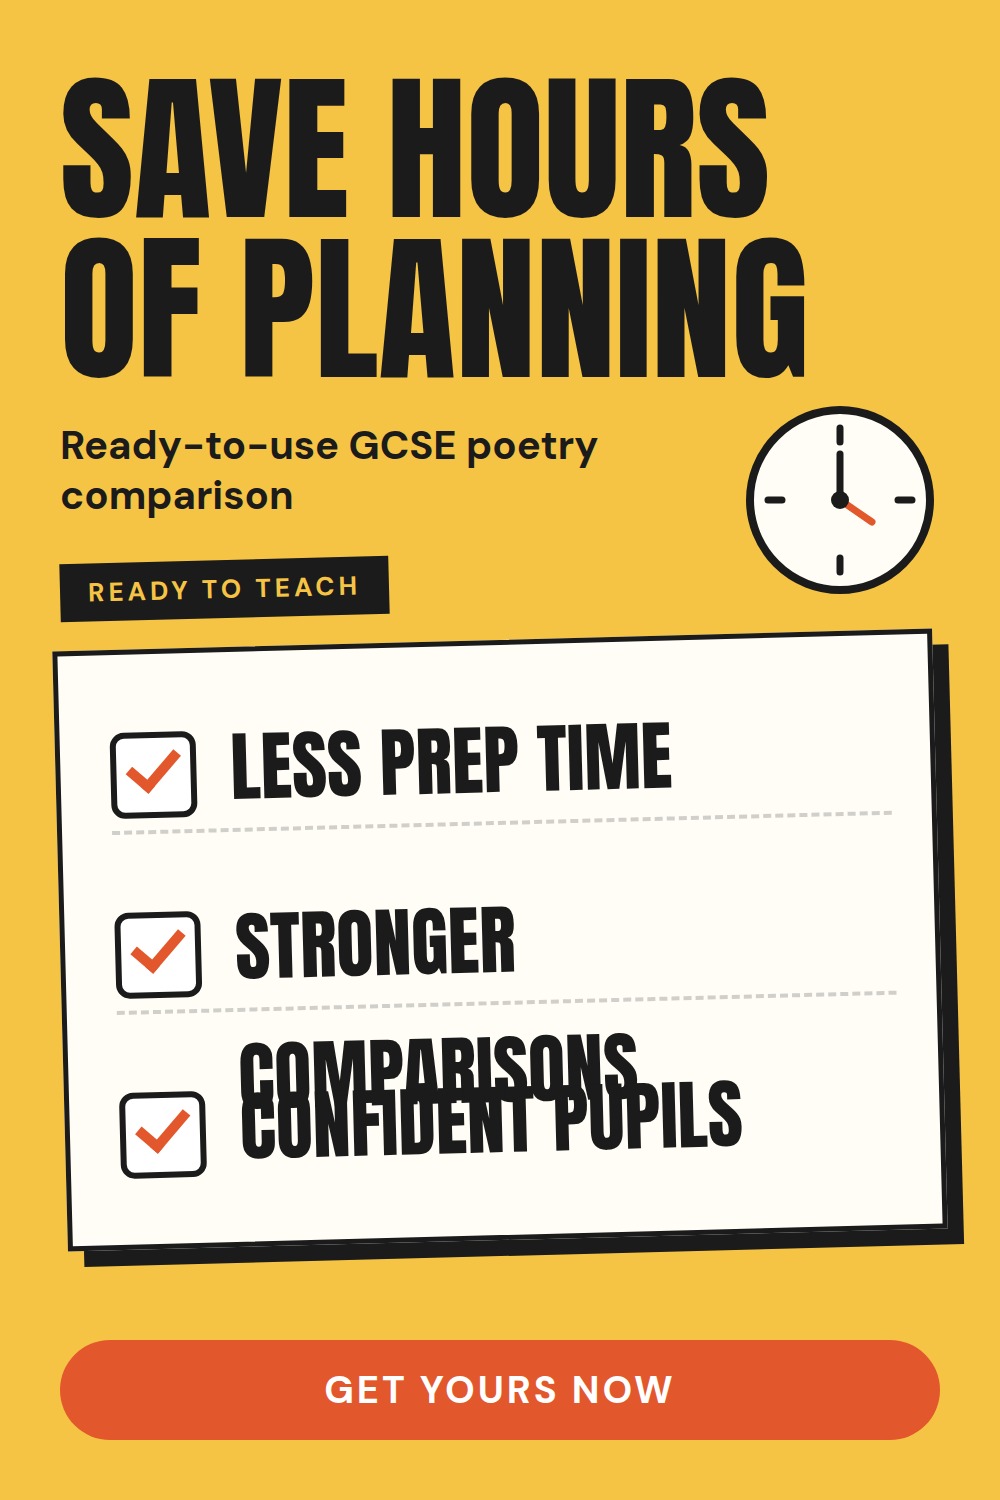 SAVE HOURS
OF PLANNING
Ready-to-use GCSE poetry
comparison
READY TO TEACH
LESS PREP TIME
STRONGER
COMPARISONS
CONFIDENT PUPILS
GET YOURS NOW